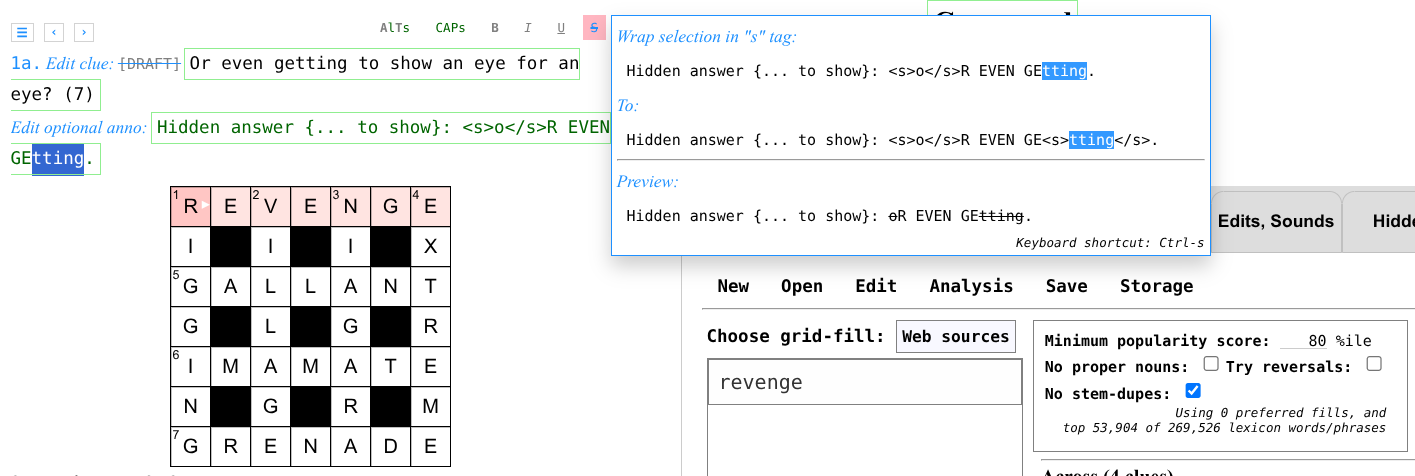 ☰ ‹ › AlTs CAPs B I U S
1a. Edit clue: [DRAFT] Or even getting to show an eye for an
eye? (7)
Edit optional anno: Hidden answer {... to show}: <s>o</s>R EVEN
GEtting.
1 R E 2 V E 3 N G 4 E
I I I X
5 G A L L A N T
G L G R
6 I M A M A T E
N G R M
7 G R E N A D E
Wrap selection in "s" tag:
Hidden answer {... to show}: <s>o</s>R EVEN GEtting.
To:
Hidden answer {... to show}: <s>o</s>R EVEN GE<s>tting</s>.
Preview:
Hidden answer {... to show}: oR EVEN GEtting.
Keyboard shortcut: Ctrl-s
Edits, Sounds
New Open Edit Analysis Save Storage
Choose grid-fill: Web sources
revenge
Minimum popularity score: 80 %ile
No proper nouns: Try reversals:
No stem-dupes:
Using 0 preferred fills, and
top 53,904 of 269,526 lexicon words/phrases
Across (4 clues)